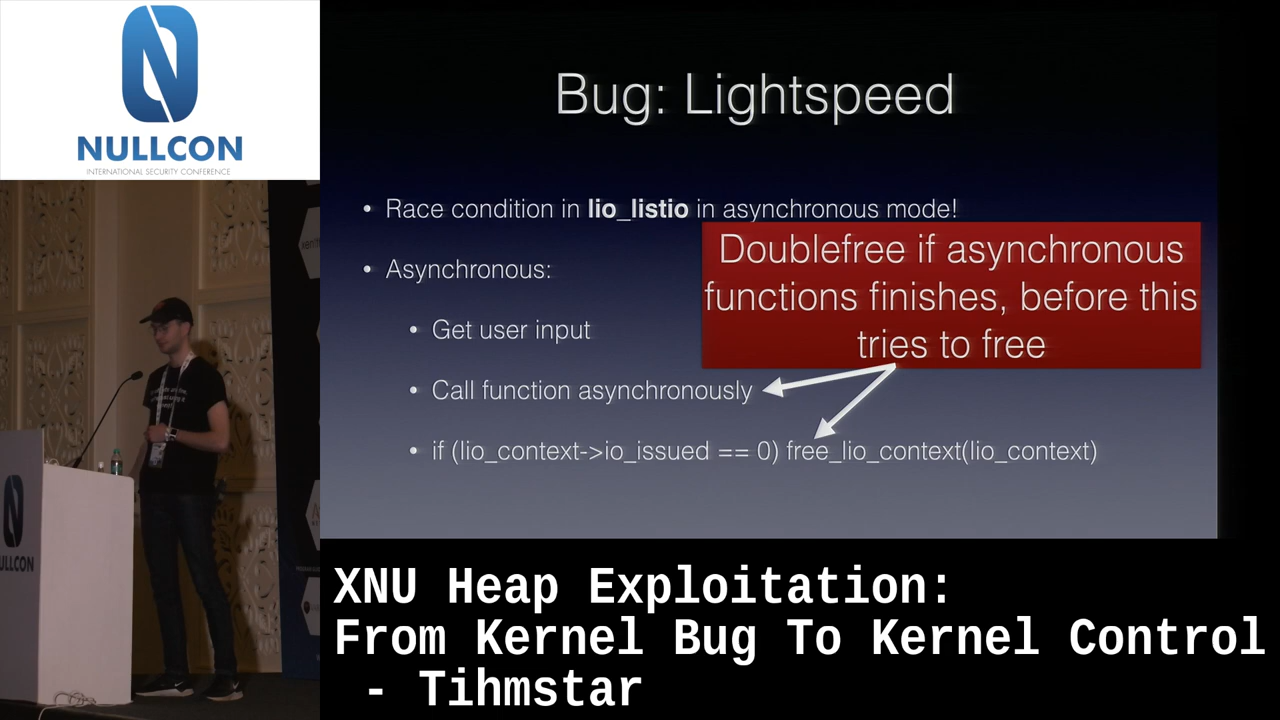 NULLCON
INTERNATIONAL SECURITY CONFERENCE
Bug: Lightspeed
• Race condition in lio_listio in asynchronous mode!
Doublefree if asynchronous
functions finishes, before this
tries to free
• Asynchronous:
• Get user input
• Call function asynchronously
• if (lio_context->io_issued == 0) free_lio_context(lio_context)
XNU Heap Exploitation:
From Kernel Bug To Kernel Control
- Tihmstar